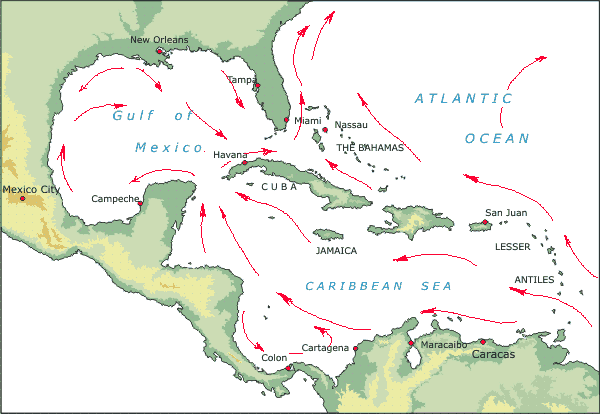 New Orleans
Tampa
ATLANTIC
Gulf of
Miami
Nassau
OCEAN
Mexico.
THE BAHAMAS
Havana
CUBA
Mexico City
Campeche
San Juan
JAMAICA
LESSER
ANTILES
CARIBBEAN SEA
Colon
Cartagena
Maracaibo
Caracas